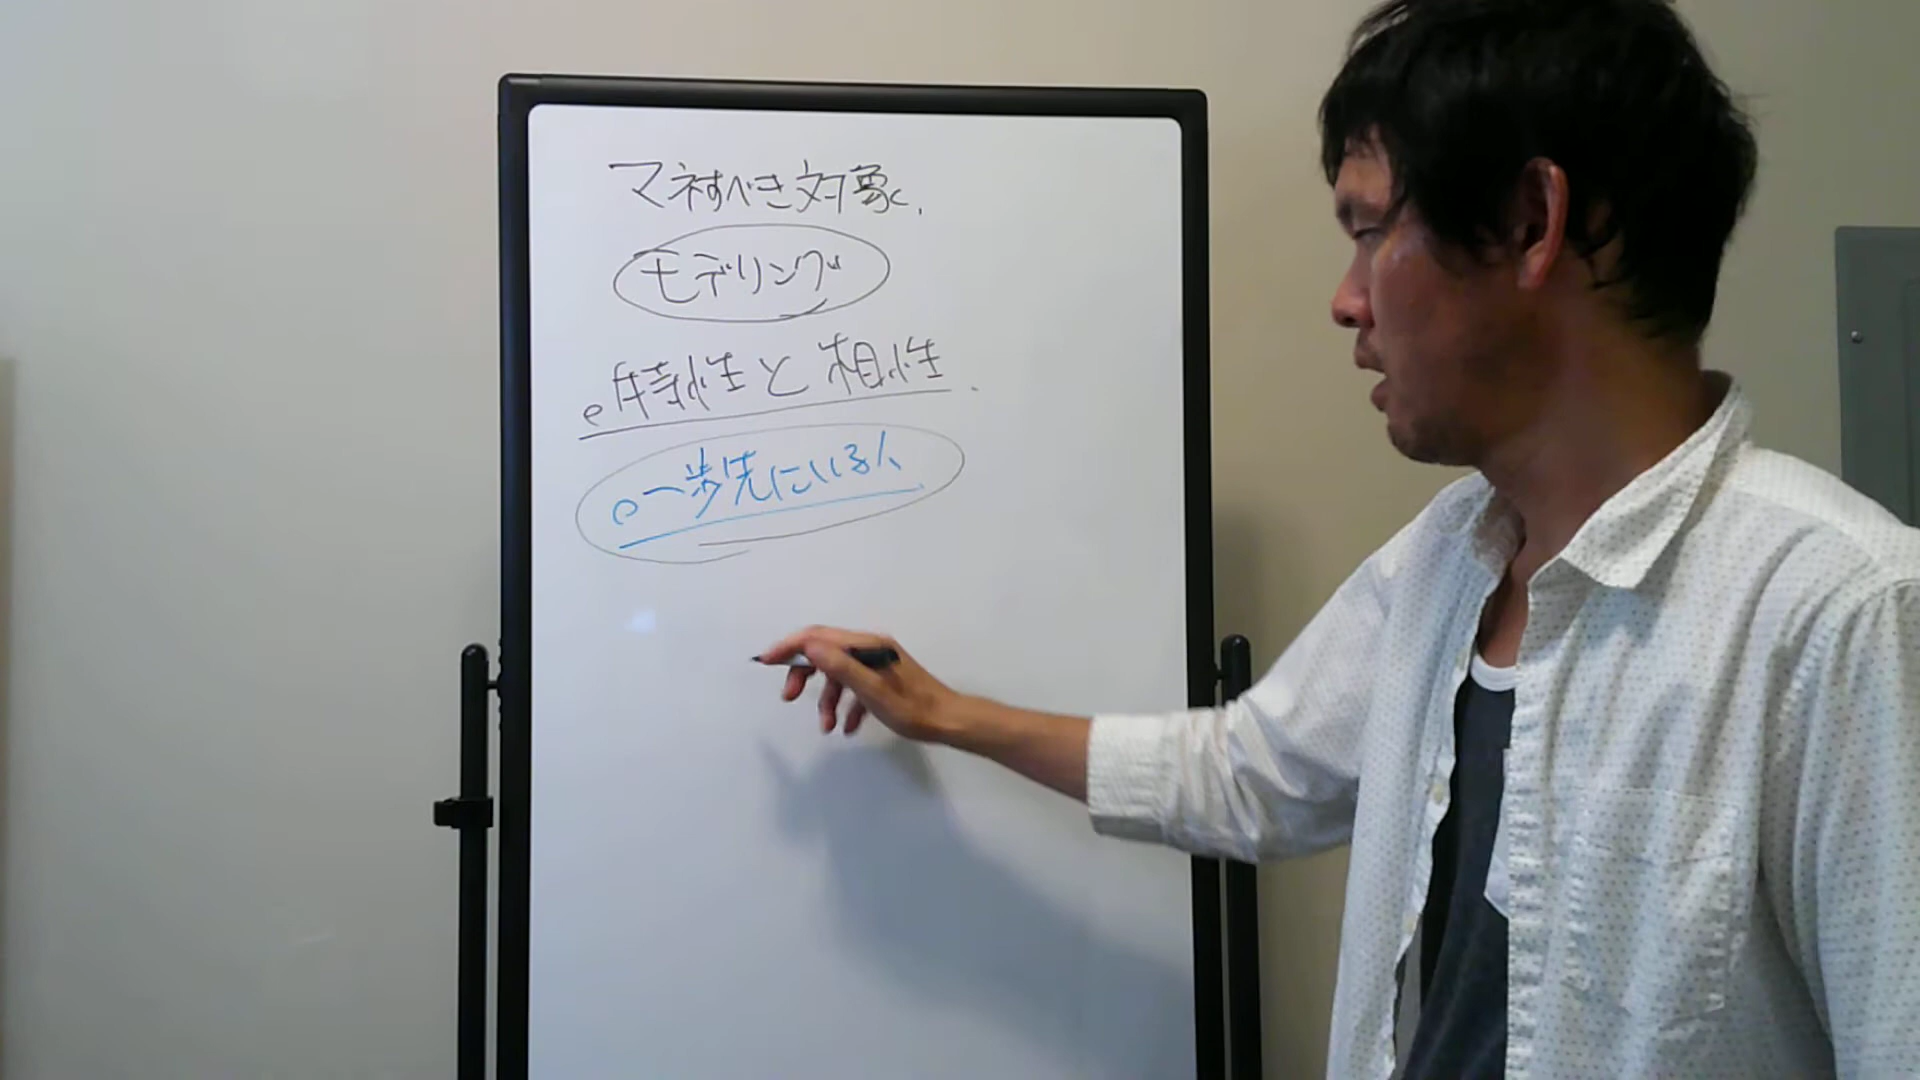 マネすべき対象.
モデリング
・特性と相性.
・一歩先にいる人